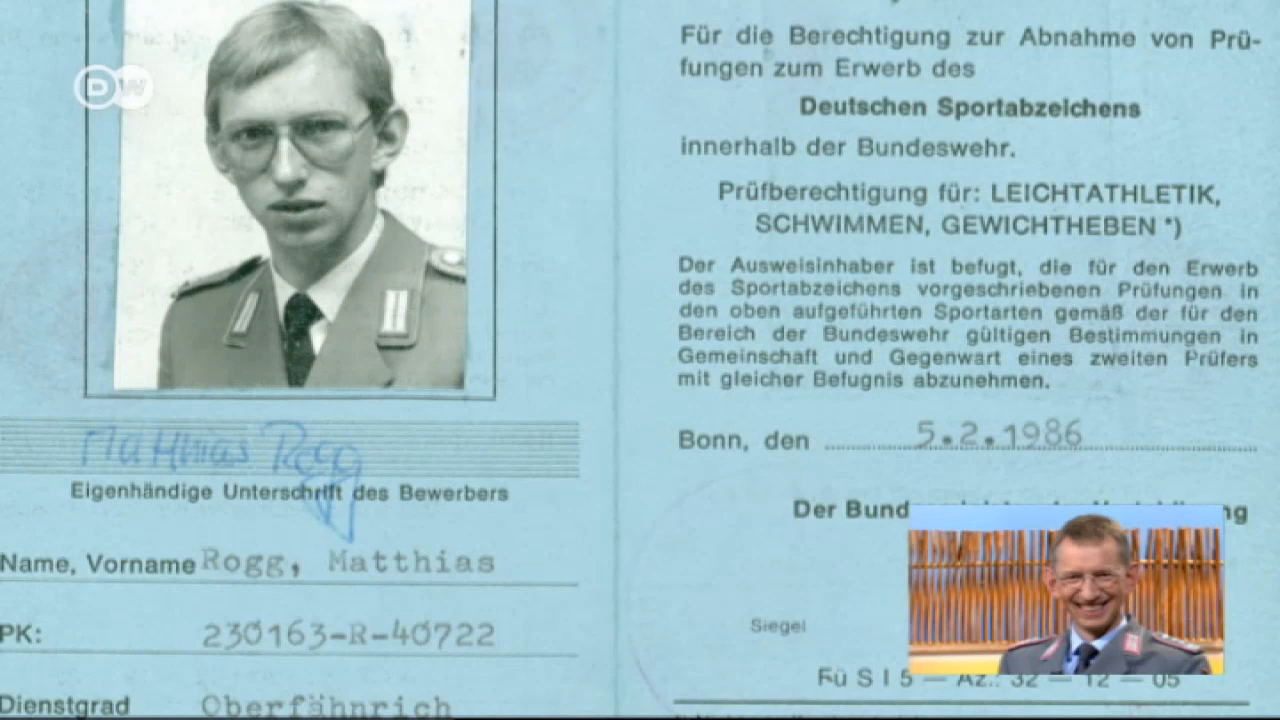 DW
Matthias Rogg
Eigenhändige Unterschrift des Bewerbers
Name, Vorname Rogg, Matthias
PK: 230163-R-40722
Dienstgrad Oberfähnrich
Für die Berechtigung zur Abnahme von Prü-
fungen zum Erwerb des
Deutschen Sportabzeichens
innerhalb der Bundeswehr.
Prüfberechtigung für: LEICHTATHLETIK,
SCHWIMMEN, GEWICHTHEBEN *)
Der Ausweisinhaber ist befugt, die für den Erwerb
des Sportabzeichens vorgeschriebenen Prüfungen in
den oben aufgeführten Sportarten gemäß der für den
Bereich der Bundeswehr gültigen Bestimmungen in
Gemeinschaft und Gegenwart eines zweiten Prüfers
mit gleicher Befugnis abzunehmen.
Bonn, den 5.2.1986
Der
Siegel
Fü S I 5 — Az.: 32 — 12 — 05